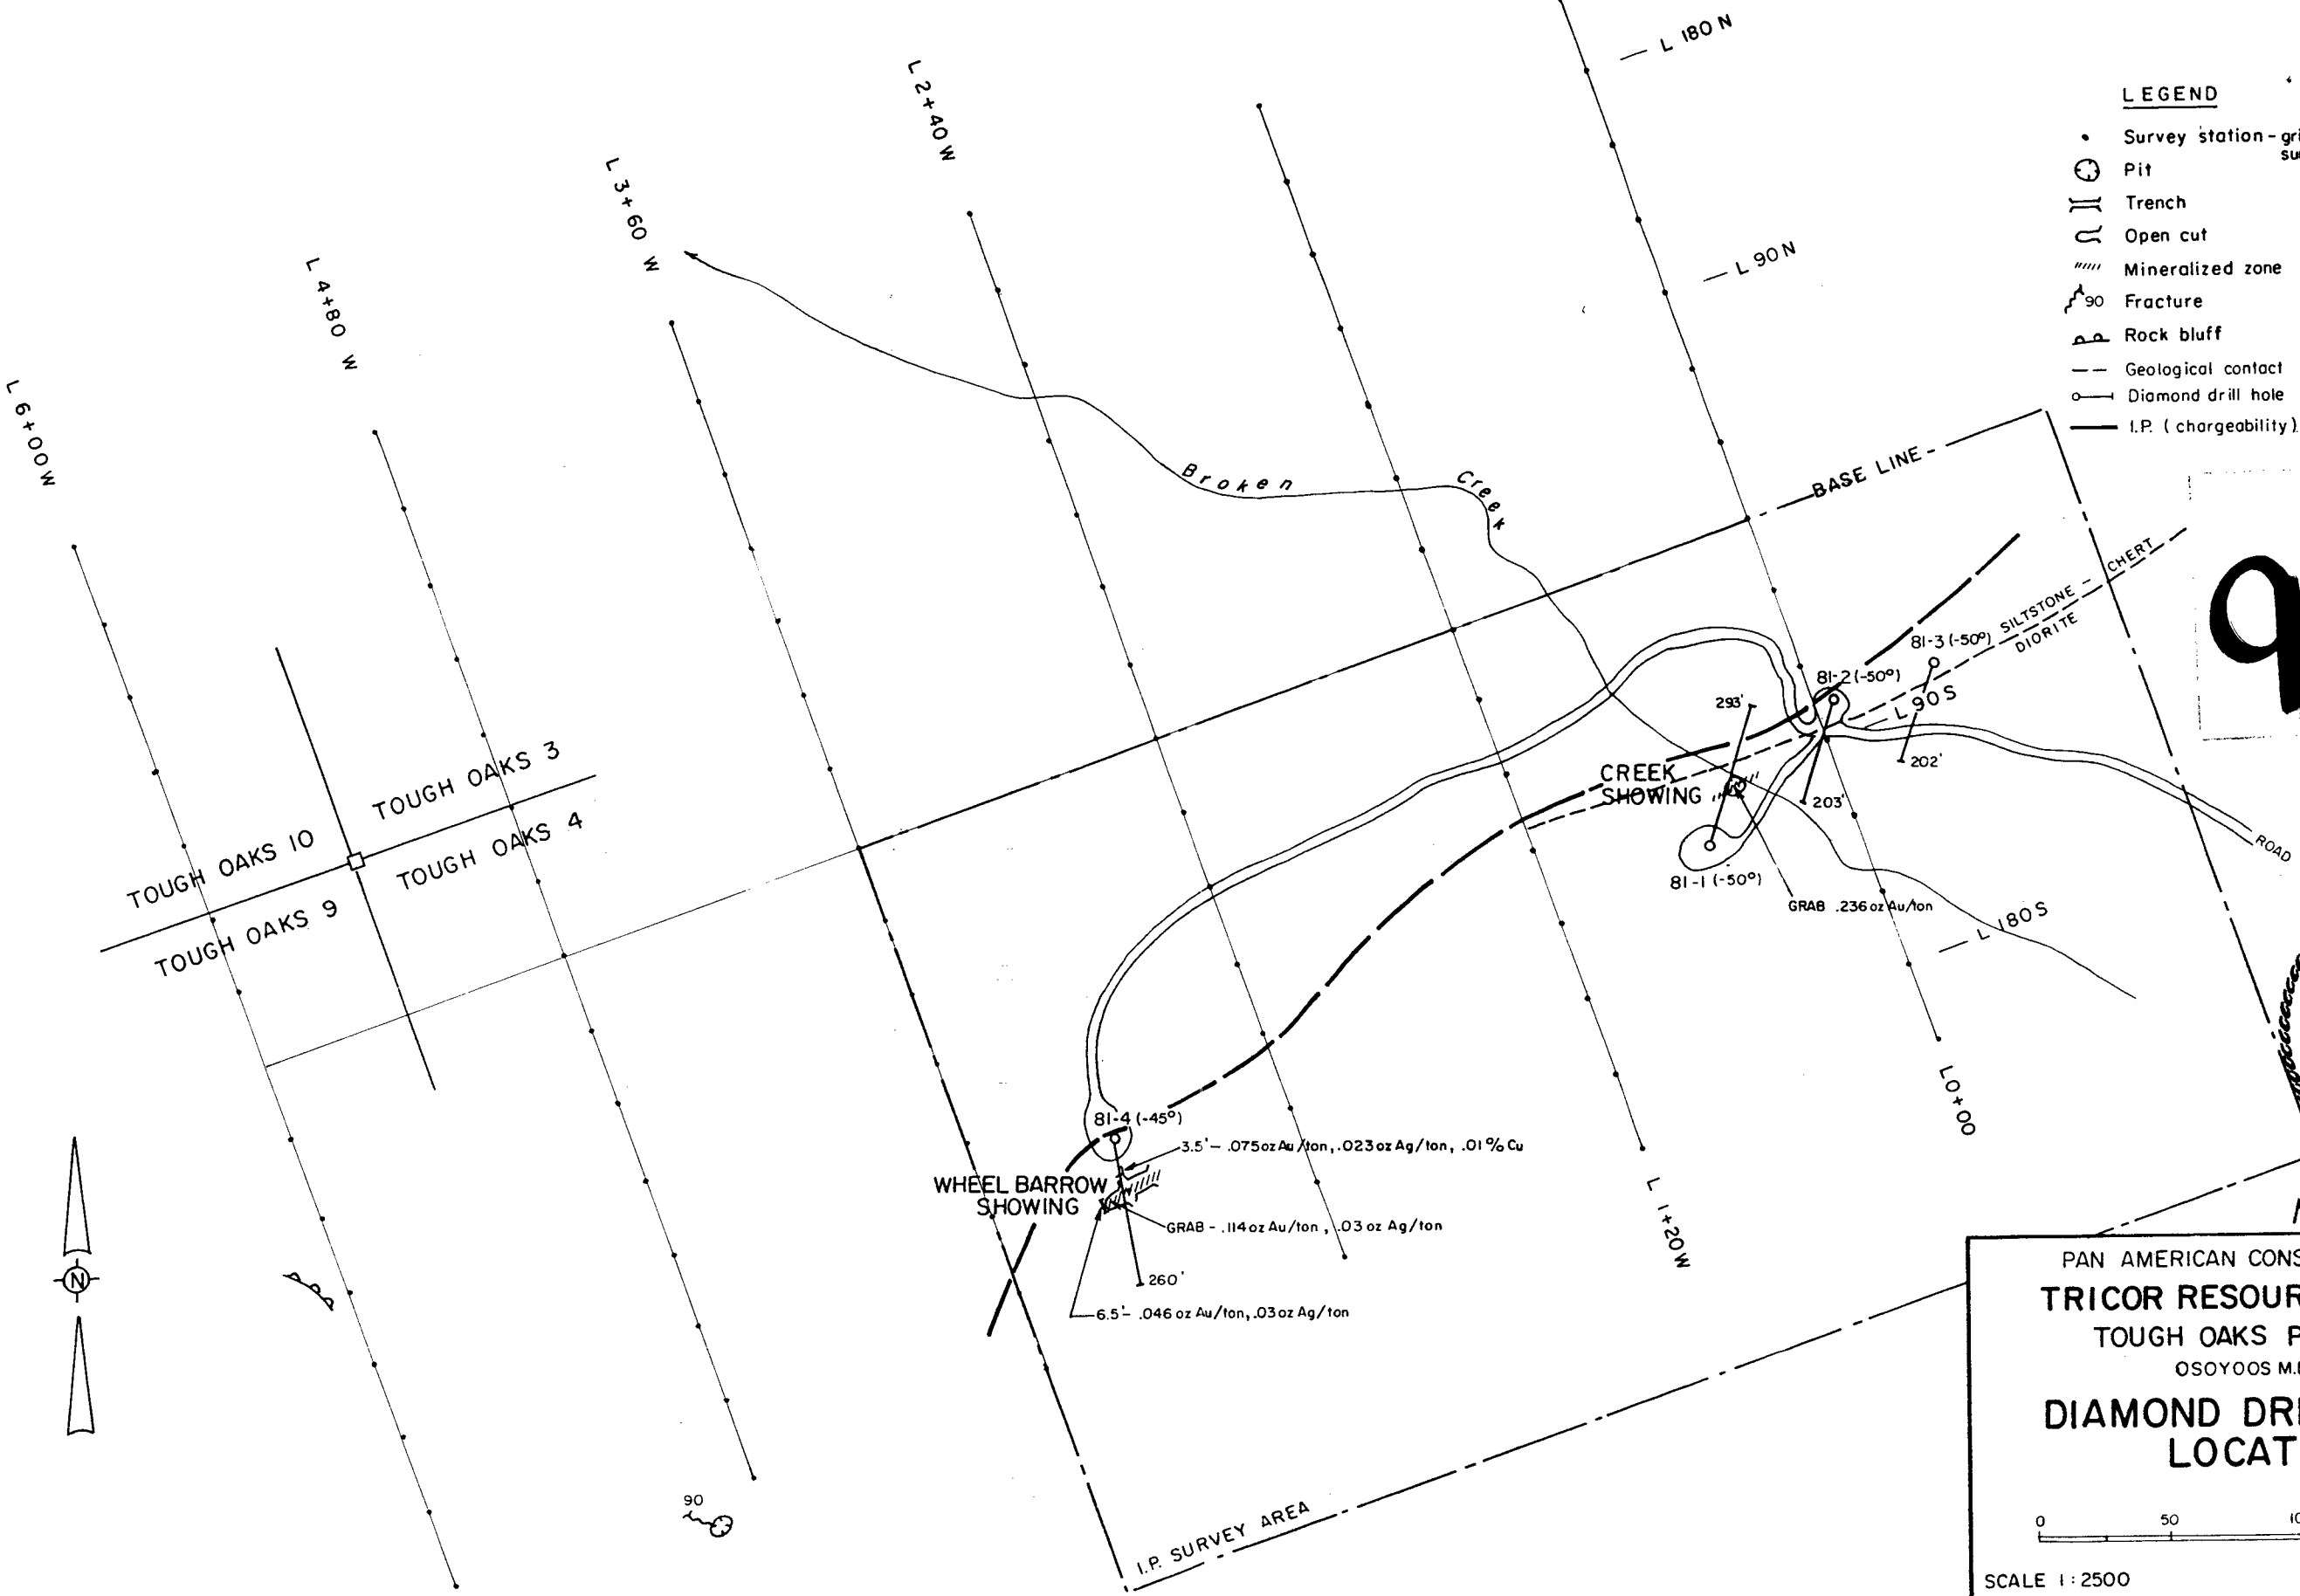 L 180 N
L 2+40 W
L 3+60 W
L 4+80 W
L 6+00 W
L 90 N
LEGEND
Survey station - gri
su
Pit
Trench
Open cut
Mineralized zone
90 Fracture
Rock bluff
Geological contact
Diamond drill hole
I.P. (chargeability)
BASE LINE
Broken Creek
SILTSTONE - CHERT
DIORITE
81-3 (-50°)
81-2 (-50°)
L 90 S
293'
202'
203'
CREEK
SHOWING
81-1 (-50°)
GRAB .236 oz Au/ton
ROAD
L 180 S
TOUGH OAKS 3
TOUGH OAKS 10
TOUGH OAKS 4
TOUGH OAKS 9
L 0+00
L 1+20W
81-4 (-45°)
3.5' - .075 oz Au/ton, .023 oz Ag/ton, .01% Cu
WHEEL BARROW
SHOWING
GRAB - .114 oz Au/ton, .03 oz Ag/ton
260'
6.5' - .046 oz Au/ton, .03 oz Ag/ton
N
90
I.P. SURVEY AREA
PAN AMERICAN CONS
TRICOR RESOUR
TOUGH OAKS P
OSOYOOS M.
DIAMOND DRI
LOCAT
0 50 10
SCALE 1:2500